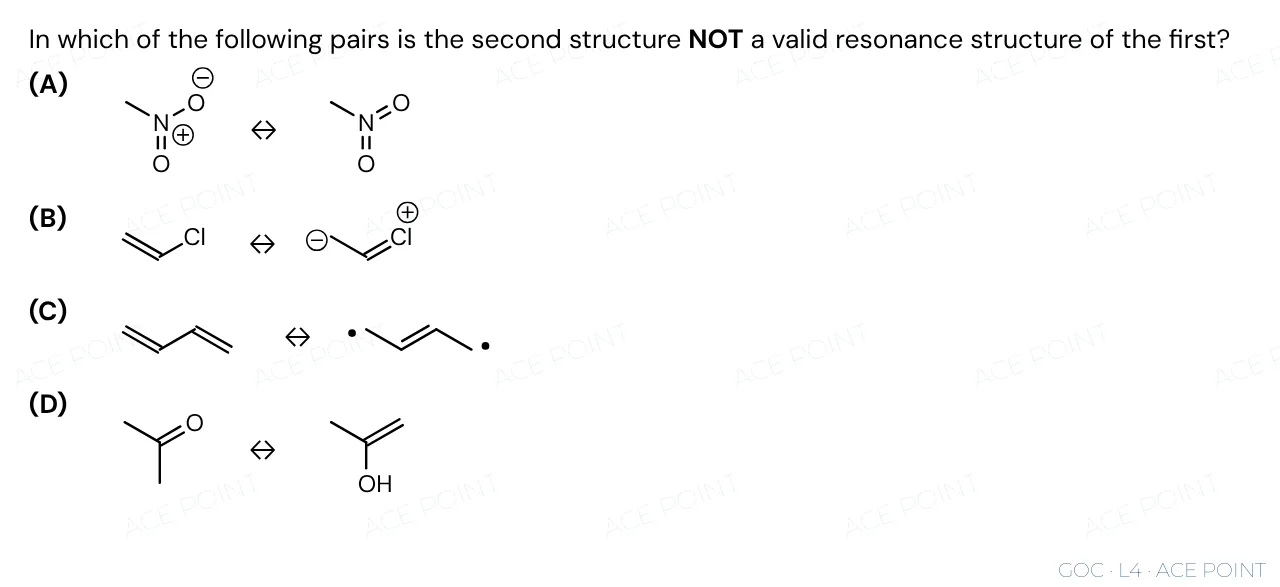 In which of the following pairs is the second structure NOT a valid resonance structure of the first?
(A)
⊖
O O
N N
⊕
O O
(B)
⊕
Cl ⊖ Cl
(C)
(D)
O
OH
ACE POINT
GOC · L4 · ACE POINT